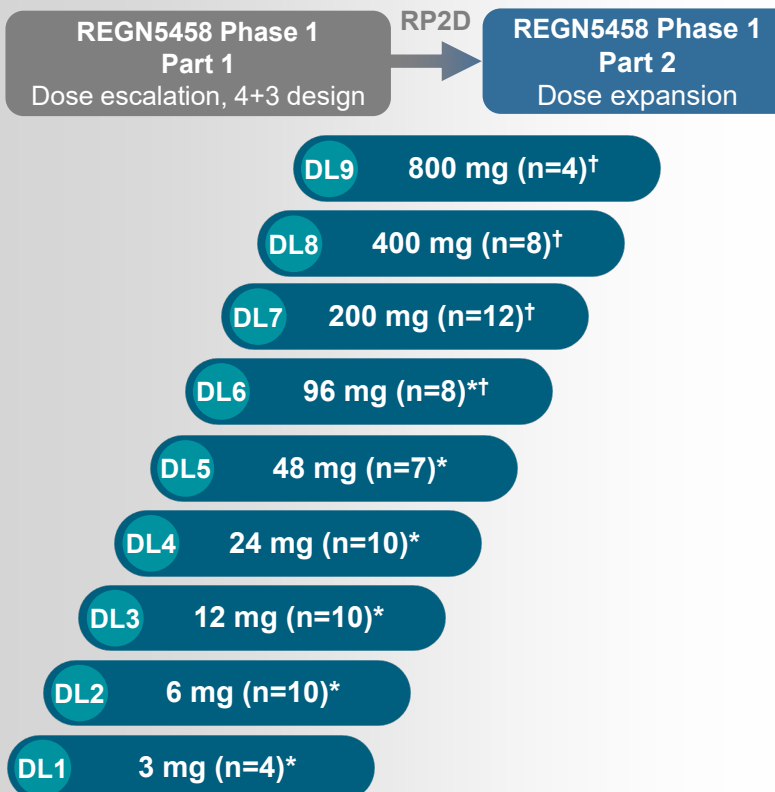 REGN5458 Phase 1
Part 1
Dose escalation, 4+3 design
RP2D
REGN5458 Phase 1
Part 2
Dose expansion
DL9 800 mg (n=4)†
DL8 400 mg (n=8)†
DL7 200 mg (n=12)†
DL6 96 mg (n=8)*†
DL5 48 mg (n=7)*
DL4 24 mg (n=10)*
DL3 12 mg (n=10)*
DL2 6 mg (n=10)*
DL1 3 mg (n=4)*